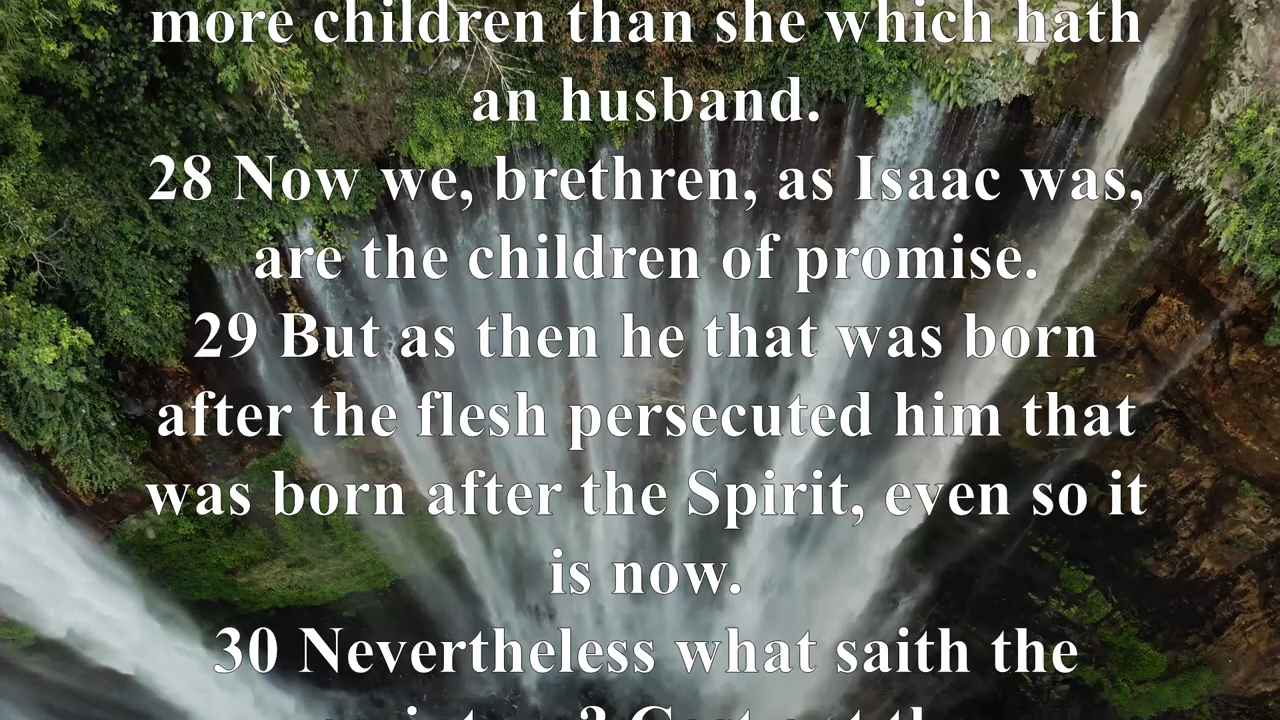 more children than she which hath
an husband.
28 Now we, brethren, as Isaac was,
are the children of promise.
29 But as then he that was born
after the flesh persecuted him that
was born after the Spirit, even so it
is now.
30 Nevertheless what saith the